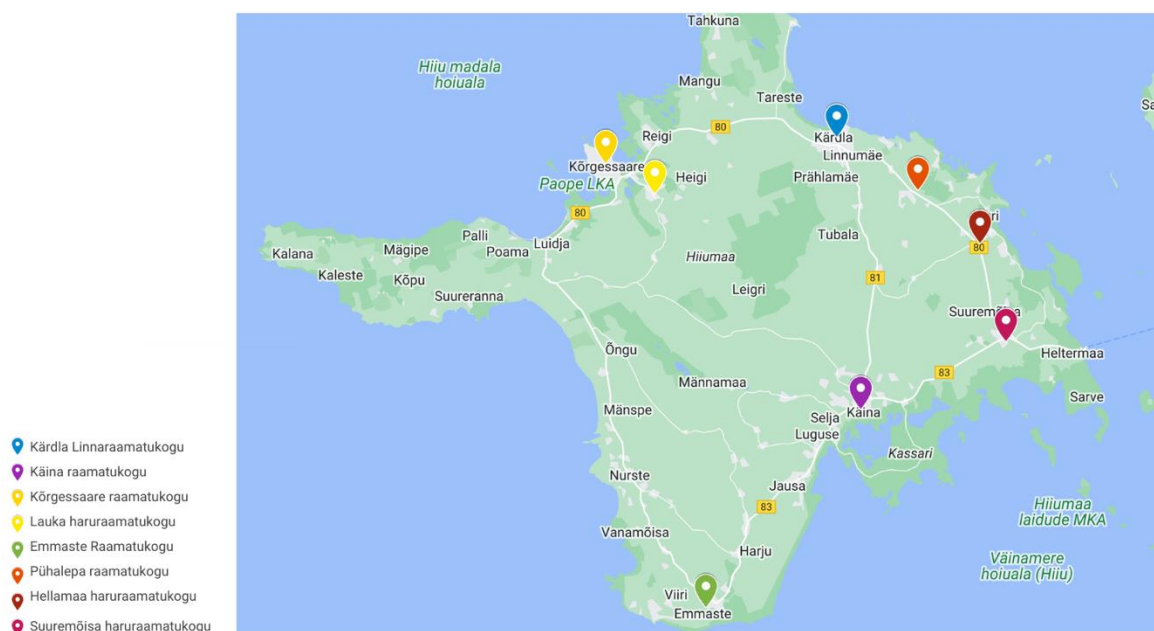 Tahkuna
Hiiu madala
hoiuala
Mangu
Tareste
Reigi
80
Kärdla
Linnumäe
Kõrgessaare
Heigi
Prählamäe
Paope LKA
80
Palli
Luidja
Tubala
80
Kalana
Mägipe
Poama
Hiiumaa
Kaleste
Kõpu
81
Suureranna
Leigri
Õngu
Heltermaa
Männamaa
83
Mänspe
Selja
Käina
Sarve
Luguse
Kassari
Nurste
Jausa
83
Hiiumaa
laidude MKA
Vanamõisa
Harju
Väinamere
hoiuala (Hiiu)
Viiri
Emmaste
Kärdla Linnaraamatukogu
Käina raamatukogu
Kõrgessaare raamatukogu
Lauka haruraamatukogu
Emmaste Raamatukogu
Pühalepa raamatukogu
Hellamaa haruraamatukogu
Suuremõisa haruraamatukogu